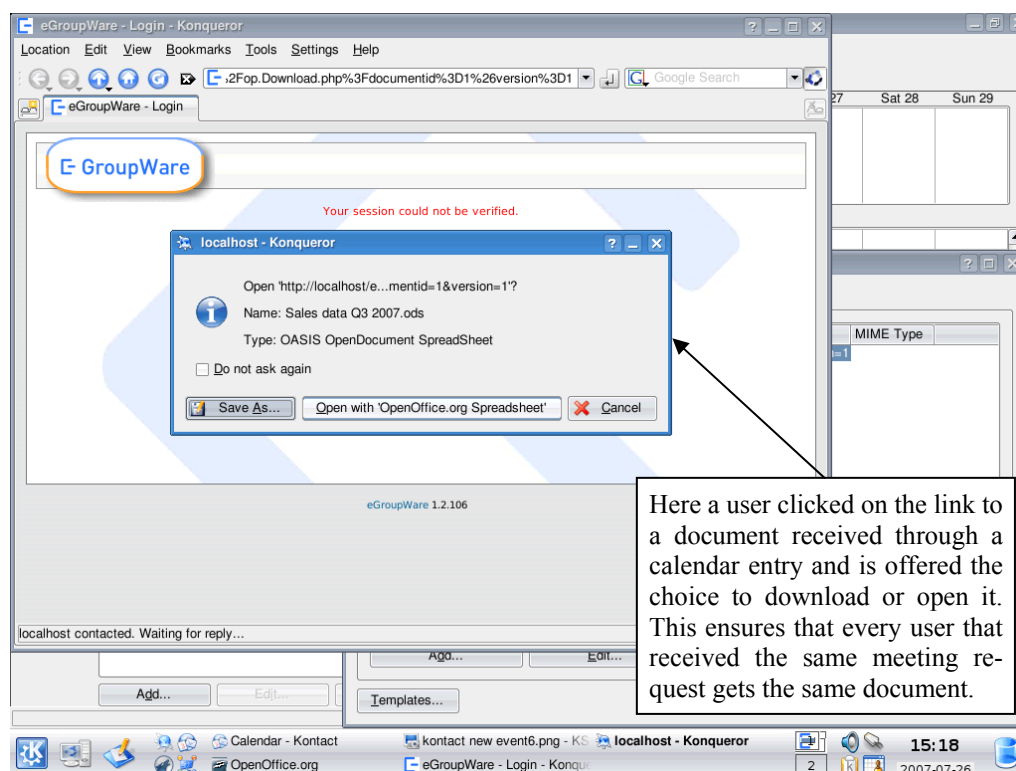 eGroupWare - Login - Konqueror
Location Edit View Bookmarks Tools Settings Help
2Fop.Download.php%3Fdocumentid%3D1%26version%3D1
Google Search
eGroupWare - Login
27 Sat 28 Sun 29
GroupWare
Your session could not be verified.
localhost - Konqueror
Open 'http://localhost/e...mentid=1&version=1'?
Name: Sales data Q3 2007.ods
Type: OASIS OpenDocument SpreadSheet
Do not ask again
Save As...
Open with 'OpenOffice.org Spreadsheet'
Cancel
MIME Type
=1
eGroupWare 1.2.106
Here a user clicked on the link to
a document received through a
calendar entry and is offered the
choice to download or open it.
This ensures that every user that
received the same meeting re-
quest gets the same document.
localhost contacted. Waiting for reply...
Add... Edit...
Add... Edit...
Templates...
Calendar - Kontact
kontact new event6.png - KS
localhost - Konqueror
15:18
OpenOffice.org
eGroupWare - Login - Konque
2
2007-07-26